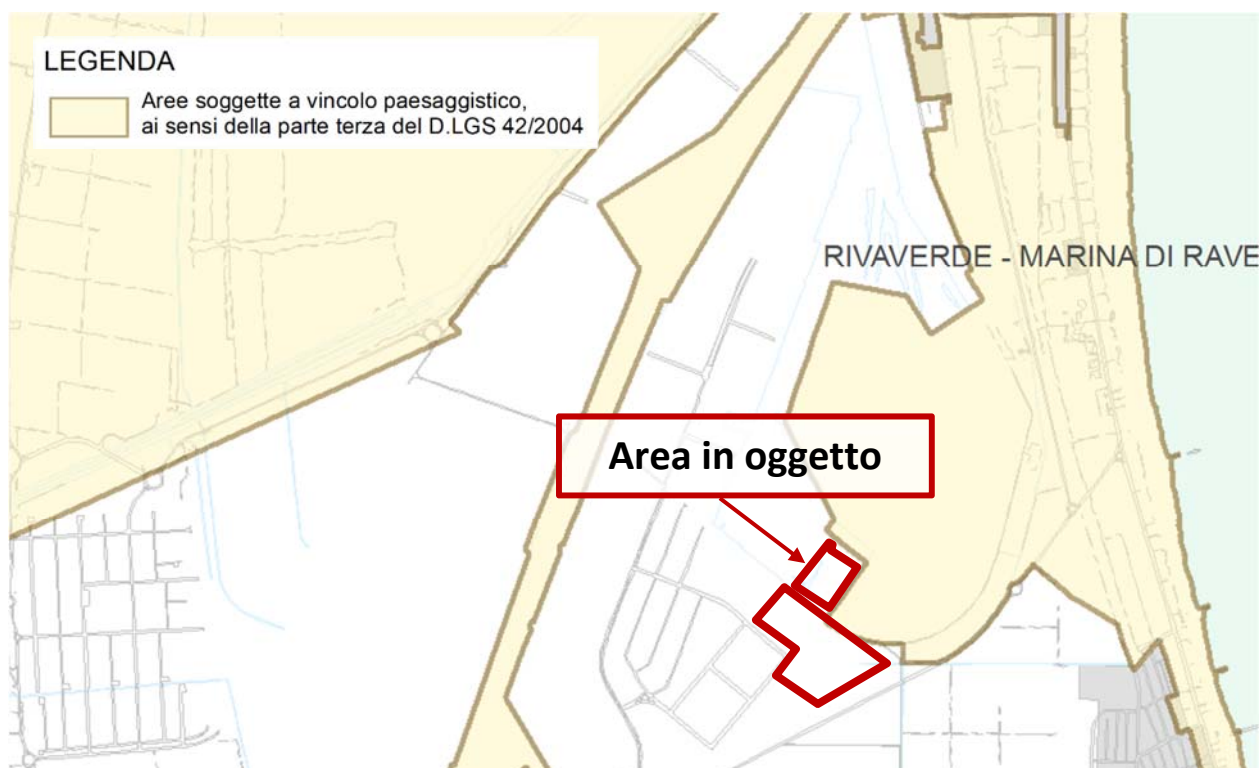 LEGENDA
Aree soggette a vincolo paesaggistico,
ai sensi della parte terza del D.LGS 42/2004
RIVAVERDE - MARINA DI RAVE
Area in oggetto